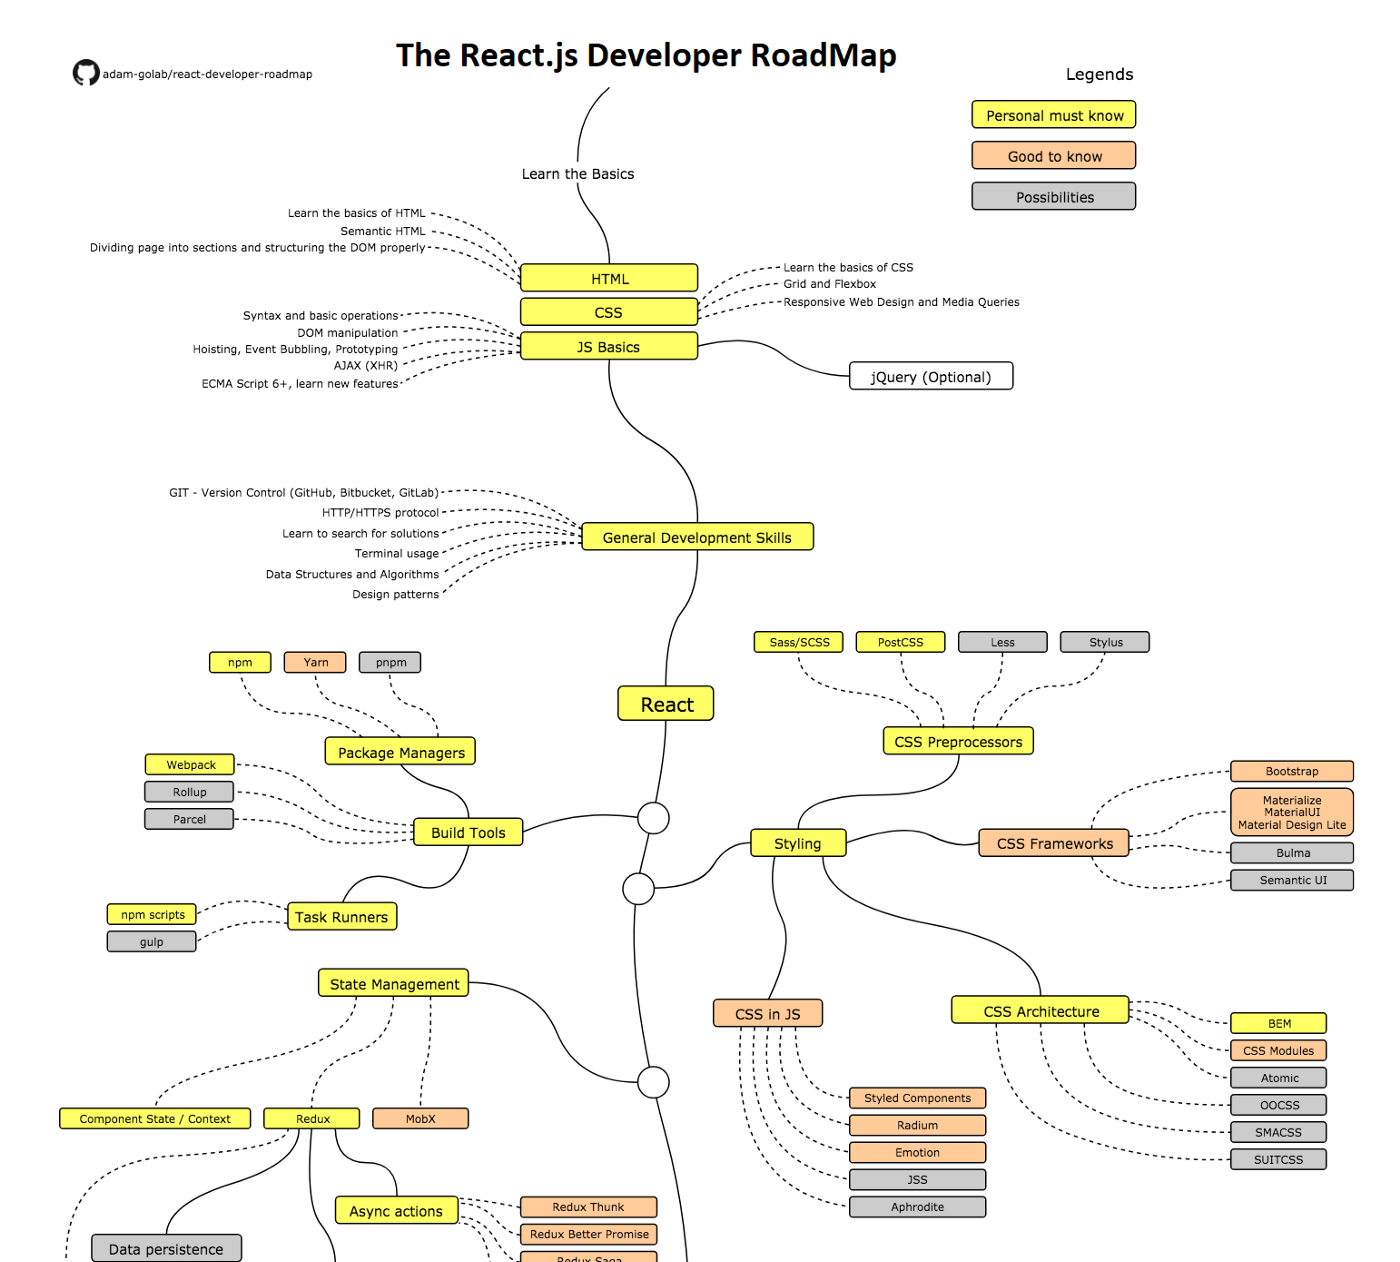 The React.js Developer RoadMap
adam-golab/react-developer-roadmap
Legends
Personal must know
Good to know
Possibilities
Learn the Basics
Learn the basics of HTML
Semantic HTML
Dividing page into sections and structuring the DOM properly
HTML
Learn the basics of CSS
Grid and Flexbox
Responsive Web Design and Media Queries
CSS
Syntax and basic operations
DOM manipulation
Hoisting, Event Bubbling, Prototyping
AJAX (XHR)
ECMA Script 6+, learn new features
JS Basics
jQuery (Optional)
GIT - Version Control (GitHub, Bitbucket, GitLab)
HTTP/HTTPS protocol
Learn to search for solutions
Terminal usage
Data Structures and Algorithms
Design patterns
General Development Skills
npm
Yarn
pnpm
Sass/SCSS
PostCSS
Less
Stylus
React
Package Managers
CSS Preprocessors
Webpack
Rollup
Parcel
Build Tools
Styling
CSS Frameworks
Bootstrap
Materialize
MaterialUI
Material Design Lite
Bulma
Semantic UI
npm scripts
gulp
Task Runners
State Management
CSS in JS
CSS Architecture
BEM
CSS Modules
Atomic
OOCSS
SMACSS
SUITCSS
Styled Components
Radium
Emotion
JSS
Aphrodite
Component State / Context
Redux
MobX
Async actions
Redux Thunk
Redux Better Promise
Redux Saga
Data persistence